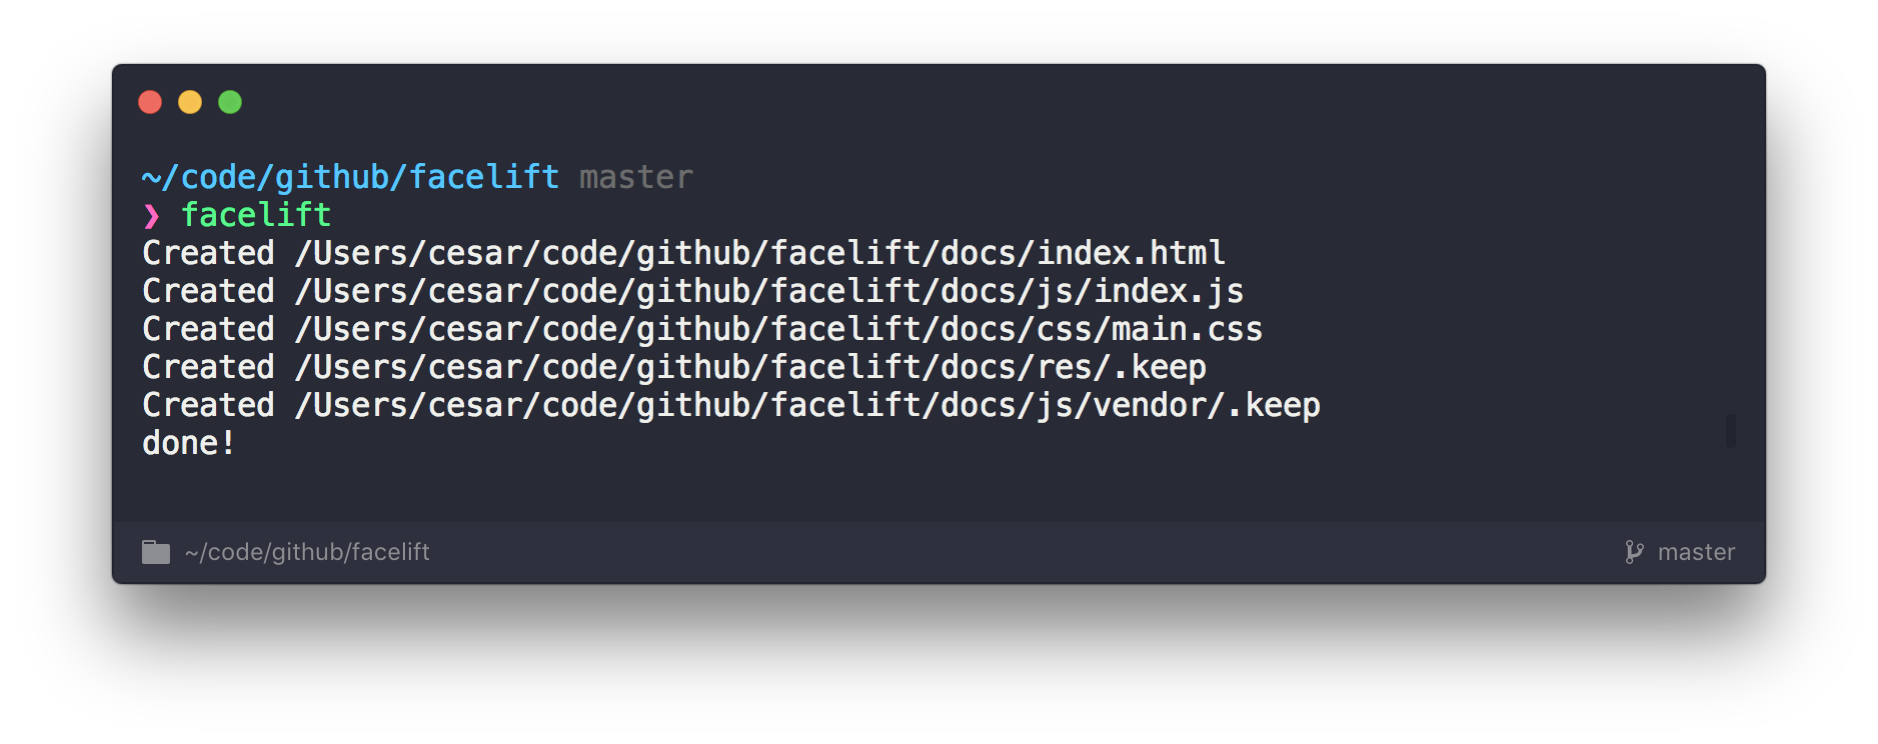 ~/code/github/facelift master
❯ facelift
Created /Users/cesar/code/github/facelift/docs/index.html
Created /Users/cesar/code/github/facelift/docs/js/index.js
Created /Users/cesar/code/github/facelift/docs/css/main.css
Created /Users/cesar/code/github/facelift/docs/res/.keep
Created /Users/cesar/code/github/facelift/docs/js/vendor/.keep
done!
~/code/github/facelift master